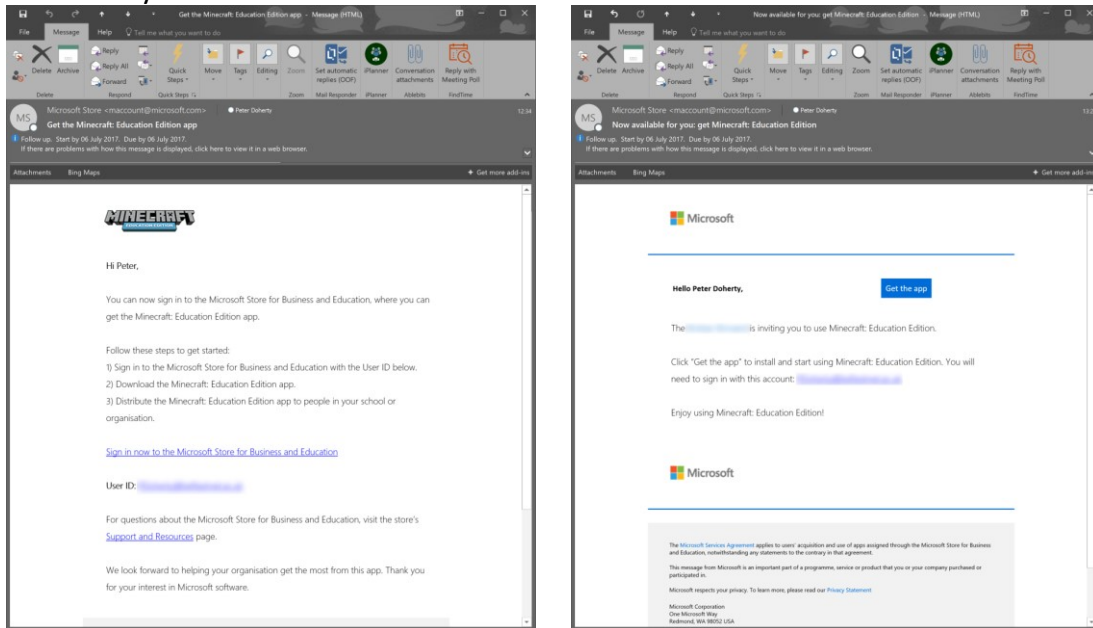 Get the Minecraft: Education Edition app - Message (HTML)
File Message Help Tell me what you want to do
Delete Archive Reply Reply All Forward Quick Steps Move Tags Editing Zoom Set automatic replies (OOF) iPlanner Conversation attachments Reply with Meeting Poll
Delete Respond Quick Steps Zoom Mail Responder iPlanner Ablebits FindTime
MS Microsoft Store <maccount@microsoft.com> Peter Doherty 12:34
Get the Minecraft: Education Edition app
Follow up. Start by 06 July 2017. Due by 06 July 2017.
If there are problems with how this message is displayed, click here to view it in a web browser.
Attachments Bing Maps + Get more add-ins
MINECRAFT
EDUCATION EDITION
Hi Peter,
You can now sign in to the Microsoft Store for Business and Education, where you can
get the Minecraft: Education Edition app.
Follow these steps to get started:
1) Sign in to the Microsoft Store for Business and Education with the User ID below.
2) Download the Minecraft: Education Edition app.
3) Distribute the Minecraft: Education Edition app to people in your school or
organisation.
Sign in now to the Microsoft Store for Business and Education
User ID:
For questions about the Microsoft Store for Business and Education, visit the store's
Support and Resources page.
We look forward to helping your organisation get the most from this app. Thank you
for your interest in Microsoft software.
Now available for you: get Minecraft: Education Edition - Message (HTML)
File Message Help Tell me what you want to do
Delete Archive Reply Reply All Forward Quick Steps Move Tags Editing Zoom Set automatic replies (OOF) iPlanner Conversation attachments Reply with Meeting Poll
Delete Respond Quick Steps Zoom Mail Responder iPlanner Ablebits FindTime
MS Microsoft Store <maccount@microsoft.com> Peter Doherty
Now available for you: get Minecraft: Education Edition
Follow up. Start by 06 July 2017. Due by 06 July 2017.
If there are problems with how this message is displayed, click here to view it in a web browser.
Attachments Bing Maps + Get more add-ins
Microsoft
Hello Peter Doherty, Get the app
The is inviting you to use Minecraft: Education Edition.
Click "Get the app" to install and start using Minecraft: Education Edition. You will
need to sign in with this account:
Enjoy using Minecraft: Education Edition!
Microsoft
The Microsoft Services Agreement applies to users' acquisition and use of apps assigned through the Microsoft Store for Business
and Education, notwithstanding any statements to the contrary in that agreement.
This message from Microsoft is an important part of a programme, service or product that you or your company purchased or
participated in.
Microsoft respects your privacy. To learn more, please read our Privacy Statement
Microsoft Corporation
One Microsoft Way
Redmond, WA 98052 USA